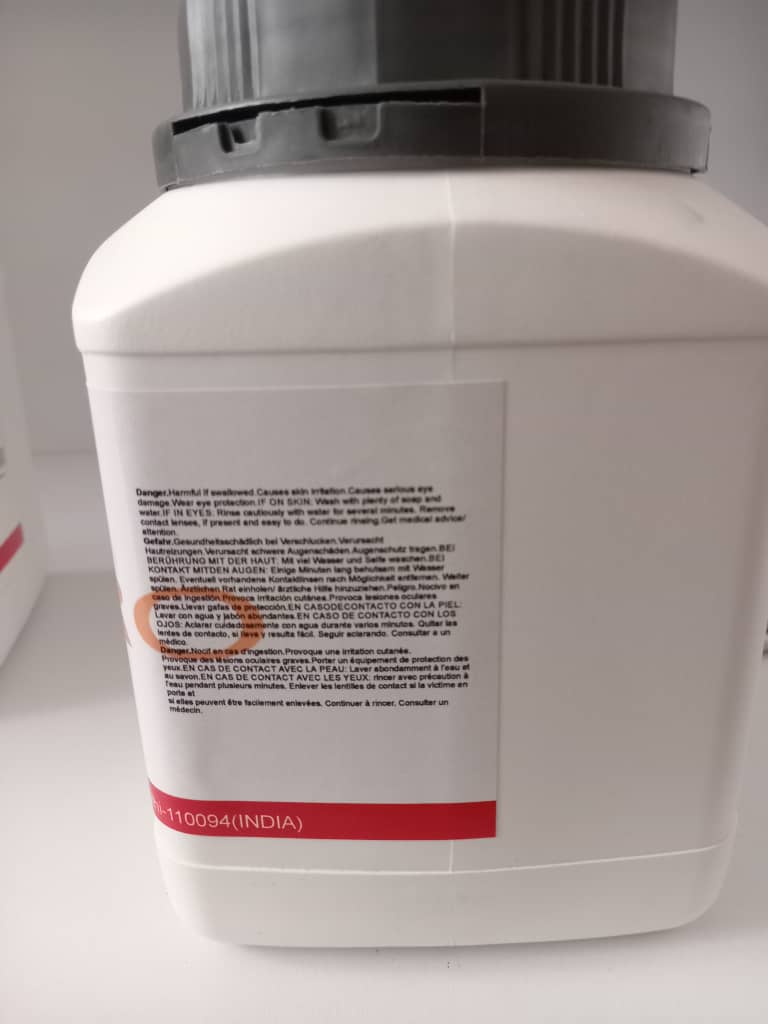 Danger.Harmful if swallowed.Causes skin irritation.Causes serious eye
damage.Wear eye protection.IF ON SKIN: Wash with plenty of soap and
water.IF IN EYES: Rinse cautiously with water for several minutes. Remove
contact lenses, if present and easy to do. Continue rinsing.Get medical advice/
attention.
Gefahr.Gesundheitsschädlich bei Verschlucken.Verursacht
Hautreizungen.Verursacht schwere Augenschäden.Augenschutz tragen.BEI
BERÜHRUNG MIT DER HAUT: Mit viel Wasser und Seife waschen.BEI
KONTAKT MITDEN AUGEN: Einige Minuten lang behutsam mit Wasser
spülen. Eventuell vorhandene Kontaktlinsen nach Möglichkeit entfernen. Weiter
spülen.Ärztlichen Rat einholen/ ärztliche Hilfe hinzuziehen.Peligro.Nocivo en
caso de ingestión.Provoca irritación cutánea.Provoca lesiones oculares
graves.Llevar gafas de protección.EN CASODECONTACTO CON LA PIEL:
Lavar con agua y jabón abundantes.EN CASO DE CONTACTO CON LOS
OJOS: Aclarar cuidadosamente con agua durante varios minutos. Quitar las
lentes de contacto, si lleva y resulta fácil. Seguir aclarando. Consultar a un
médico.
Danger.Nocif en cas d'ingestion.Provoque une irritation cutanée.
Provoque des lésions oculaires graves.Porter un équipement de protection des
yeux.EN CAS DE CONTACT AVEC LA PEAU: Laver abondamment à l'eau et
au savon.EN CAS DE CONTACT AVEC LES YEUX: rincer avec précaution à
l'eau pendant plusieurs minutes. Enlever les lentilles de contact si la victime en
porte et
si elles peuvent être facilement enlevées. Continuer à rincer. Consulter un
médecin.
-110094(INDIA)